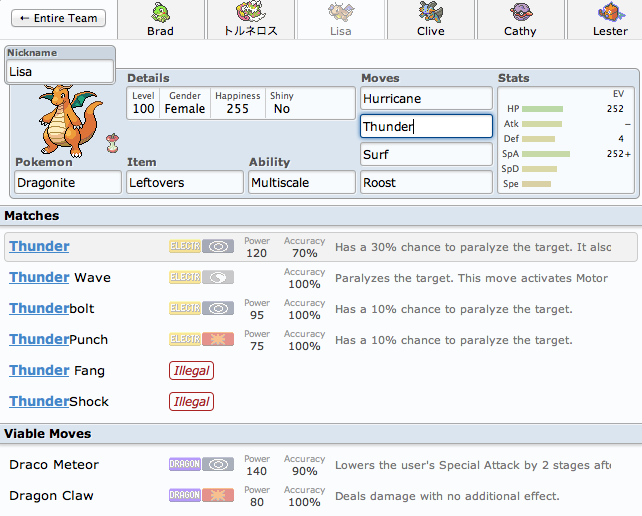 ← Entire Team
Brad
トルネロス
Lisa
Clive
Cathy
Lester
Nickname
Lisa
Details
Level Gender Happiness Shiny
100 Female 255 No
Moves
Hurricane
Thunder
Surf
Roost
Stats
EV
HP 252
Atk –
Def 4
SpA 252+
SpD
Spe
Pokemon
Dragonite
Item
Leftovers
Ability
Multiscale
Matches
Thunder ELECTR Power 120 Accuracy 70% Has a 30% chance to paralyze the target. It also
Thunder Wave ELECTR Accuracy 100% Paralyzes the target. This move activates Motor
Thunderbolt ELECTR Power 95 Accuracy 100% Has a 10% chance to paralyze the target.
ThunderPunch ELECTR Power 75 Accuracy 100% Has a 10% chance to paralyze the target.
Thunder Fang Illegal
ThunderShock Illegal
Viable Moves
Draco Meteor DRAGON Power 140 Accuracy 90% Lowers the user's Special Attack by 2 stages afte
Dragon Claw DRAGON Power 80 Accuracy 100% Deals damage with no additional effect.